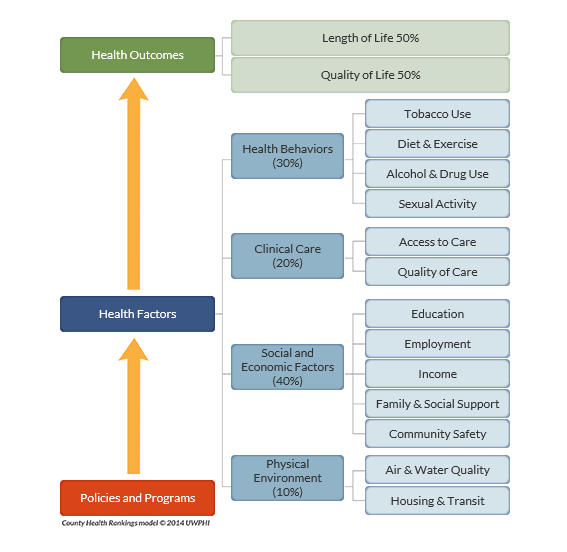 Health Outcomes
Length of Life 50%
Quality of Life 50%
Health Behaviors
(30%)
Tobacco Use
Diet & Exercise
Alcohol & Drug Use
Sexual Activity
Clinical Care
(20%)
Access to Care
Quality of Care
Health Factors
Social and
Economic Factors
(40%)
Education
Employment
Income
Family & Social Support
Community Safety
Physical
Environment
(10%)
Air & Water Quality
Housing & Transit
Policies and Programs
County Health Rankings model © 2014 UWPHI